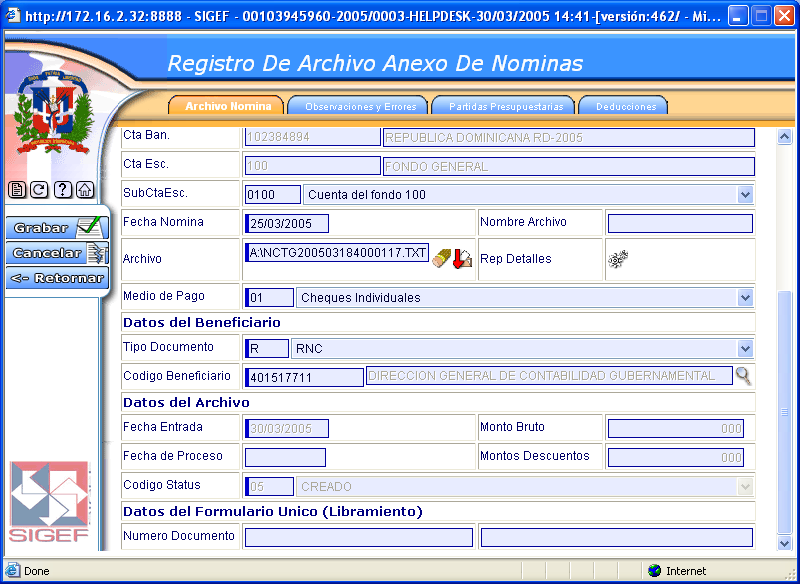 http://172.16.2.32:8888 - SIGEF - 00103945960-2005/0003-HELPDESK-30/03/2005 14:41-[versión:462/ - Mi...
Registro De Archivo Anexo De Nominas
Archivo Nomina Observaciones y Errores Partidas Presupuestarias Deducciones
Cta Ban. 102384894 REPUBLICA DOMINICANA RD-2005
Cta Esc. 100 FONDO GENERAL
SubCtaEsc. 0100 Cuenta del fondo 100
Fecha Nomina 25/03/2005 Nombre Archivo
Grabar
Cancelar
<- Retornar
Archivo A:\NCTG200503184000117.TXT Rep Detalles
Medio de Pago 01 Cheques Individuales
Datos del Beneficiario
Tipo Documento R RNC
Codigo Beneficiario 401517711 DIRECCION GENERAL DE CONTABILIDAD GUBERNAMENTAL
Datos del Archivo
Fecha Entrada 30/03/2005 Monto Bruto 000
Fecha de Proceso Montos Descuentos 000
Codigo Status 05 CREADO
Datos del Formulario Unico (Libramiento)
Numero Documento
SIGEF
Done Internet